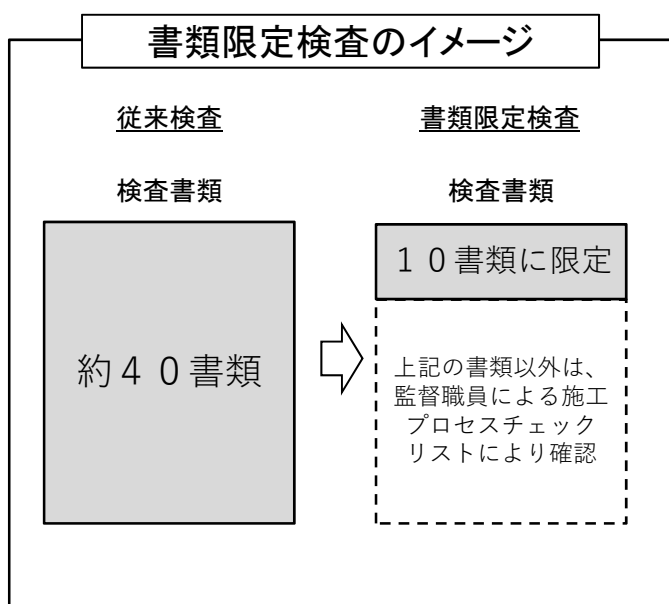 書類限定検査のイメージ
従来検査
書類限定検査
検査書類
検査書類
約４０書類
１０書類に限定
上記の書類以外は、
監督職員による施工
プロセスチェック
リストにより確認